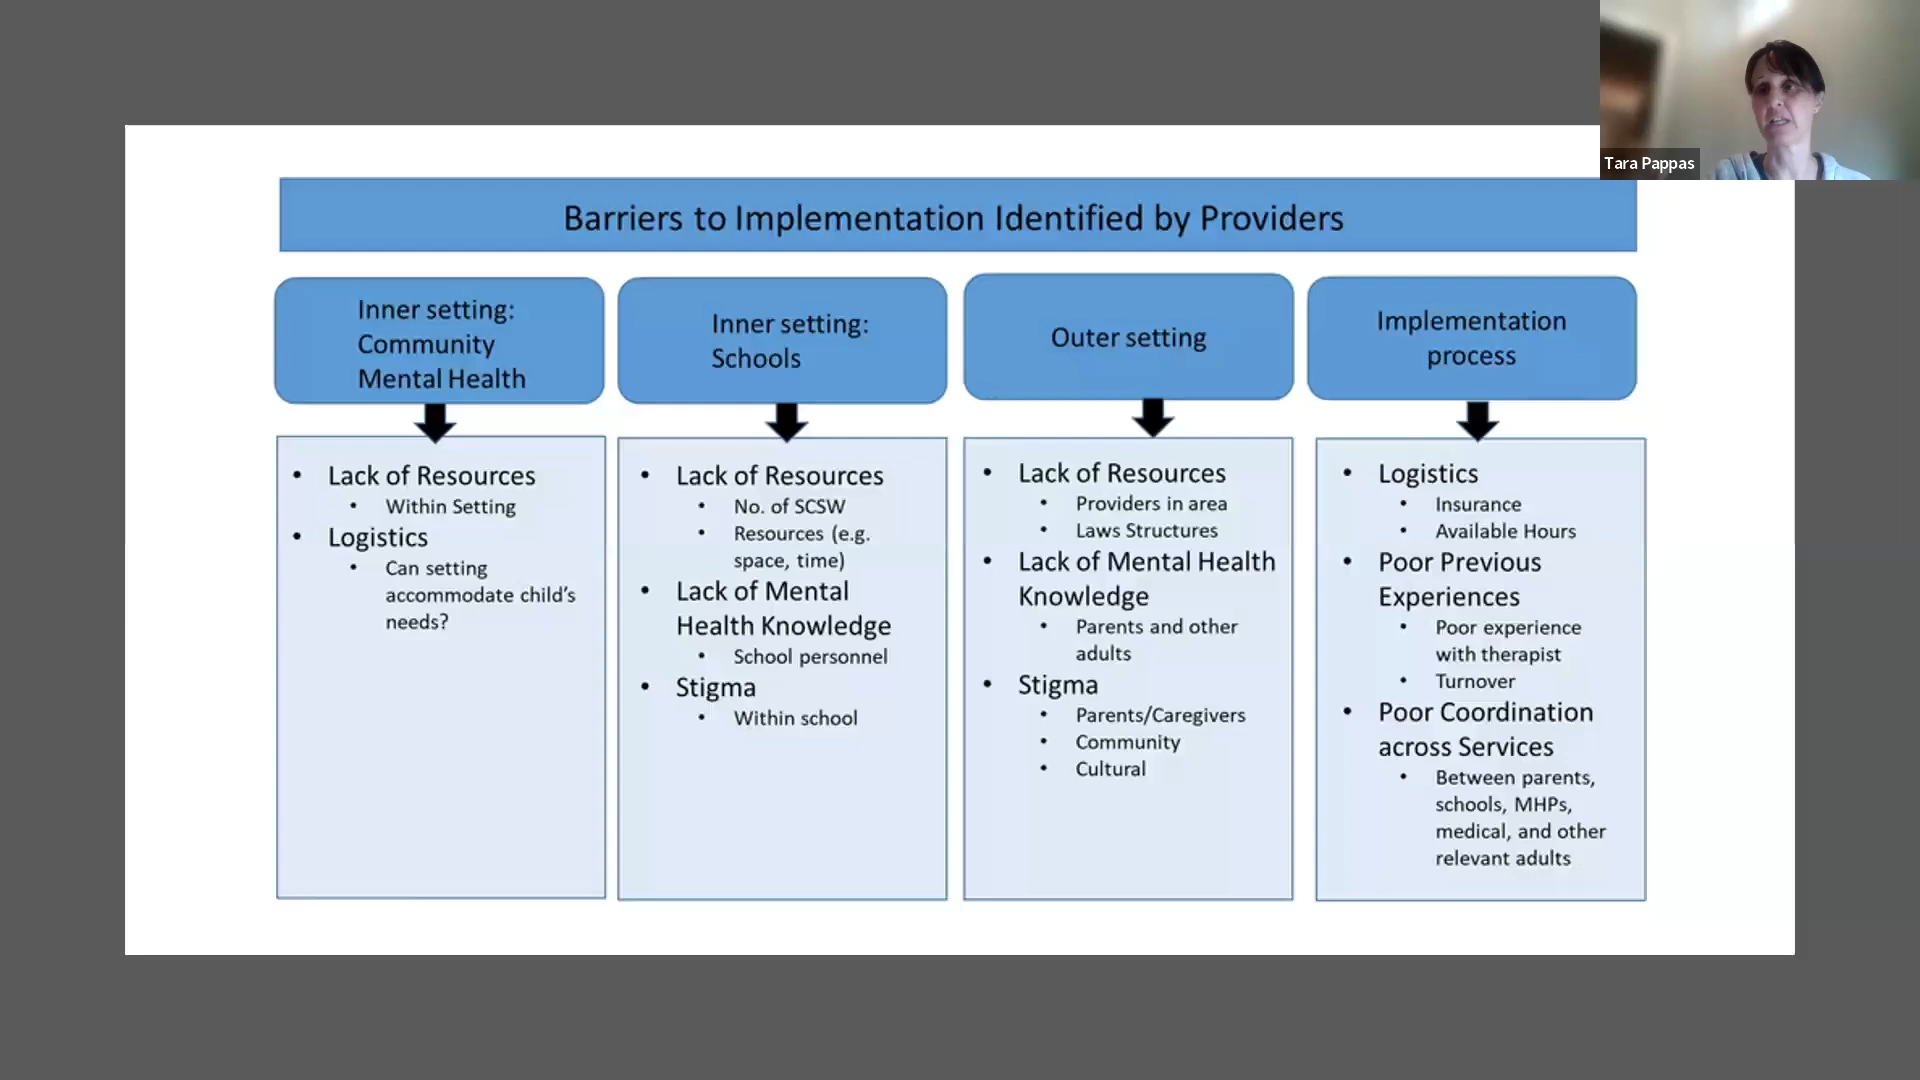 Tara Pappas
Barriers to Implementation Identified by Providers
Inner setting:
Community
Mental Health
• Lack of Resources
• Within Setting
• Logistics
• Can setting
accommodate child's
needs?
Inner setting:
Schools
• Lack of Resources
• No. of SCSW
• Resources (e.g.
space, time)
• Lack of Mental
Health Knowledge
• School personnel
• Stigma
• Within school
Outer setting
• Lack of Resources
• Providers in area
• Laws Structures
• Lack of Mental Health
Knowledge
• Parents and other
adults
• Stigma
• Parents/Caregivers
• Community
• Cultural
Implementation
process
• Logistics
• Insurance
• Available Hours
• Poor Previous
Experiences
• Poor experience
with therapist
• Turnover
• Poor Coordination
across Services
• Between parents,
schools, MHPs,
medical, and other
relevant adults